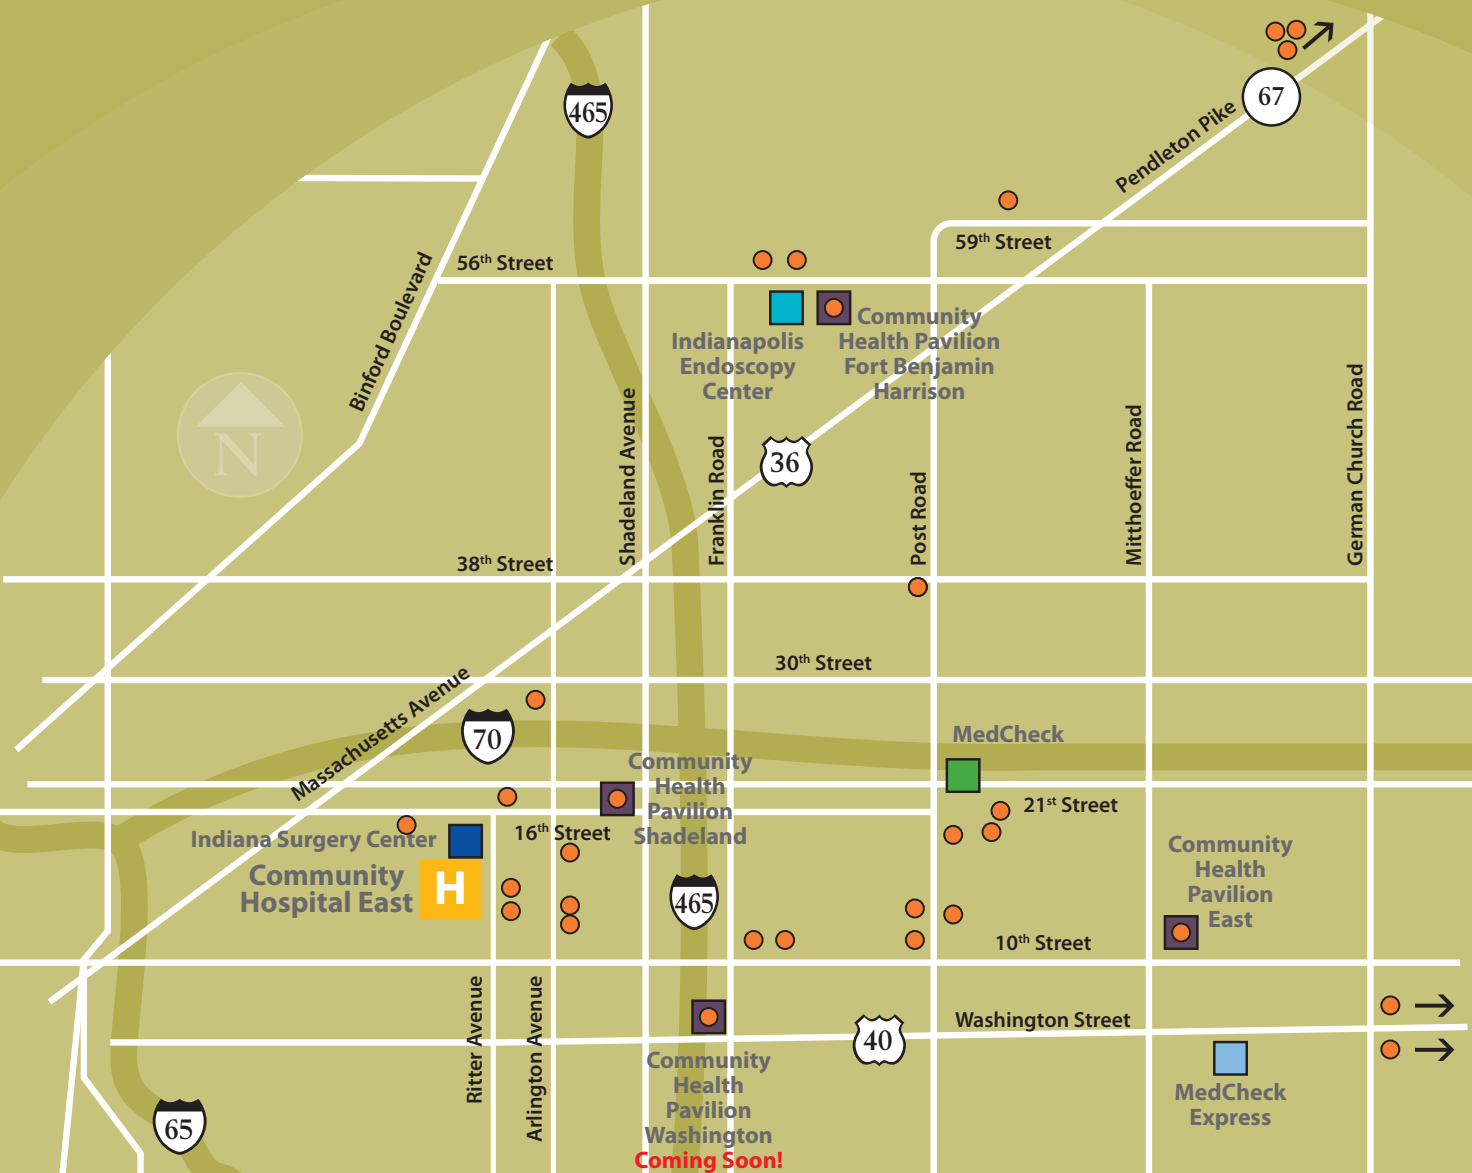 67
465
Pendleton Pike
59th Street
56th Street
Binford Boulevard
Indianapolis
Endoscopy
Center
Community
Health Pavilion
Fort Benjamin
Harrison
N
Shadeland Avenue
Franklin Road
36
Post Road
Mitthoeffer Road
German Church Road
38th Street
30th Street
Massachusetts Avenue
70
MedCheck
Community
Health
Pavilion
Shadeland
21st Street
16th Street
Indiana Surgery Center
Community
Hospital East
H
465
Community
Health
Pavilion
East
10th Street
Ritter Avenue
Arlington Avenue
Washington Street
40
Community
Health
Pavilion
Washington
Coming Soon!
MedCheck
Express
65